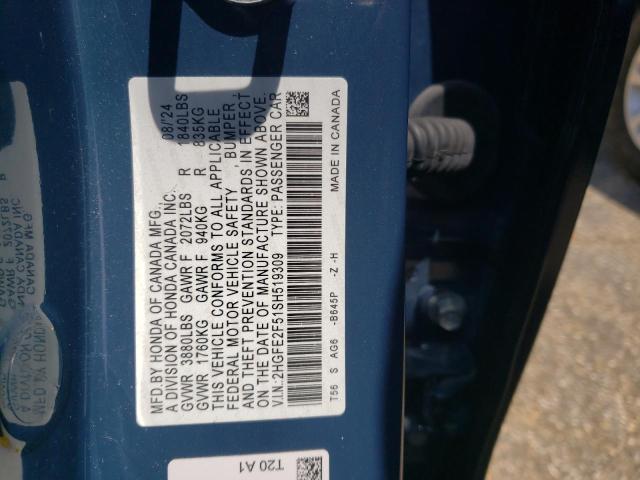 MFD.BY HONDA OF CANADA MFG., 08/24
A DIVISION OF HONDA CANADA INC.
GVWR 3880LBS GAWR F 2072LBS R 1840LBS
GVWR 1760KG GAWR F 940KG R 835KG
THIS VEHICLE CONFORMS TO ALL APPLICABLE
FEDERAL MOTOR VEHICLE SAFETY , BUMPER ,
AND THEFT PREVENTION STANDARDS IN EFFECT
ON THE DATE OF MANUFACTURE SHOWN ABOVE.
V.I.N.:2HGFE2F51SH519309 TYPE: PASSENGER CAR
T56 S AG6 -B645P -Z -H MADE IN CANADA
T20 A1